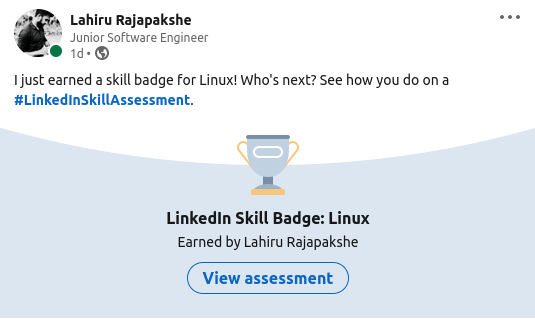 Lahiru Rajapakshe
Junior Software Engineer
1d •
I just earned a skill badge for Linux! Who's next? See how you do on a
#LinkedInSkillAssessment.
LinkedIn Skill Badge: Linux
Earned by Lahiru Rajapakshe
View assessment